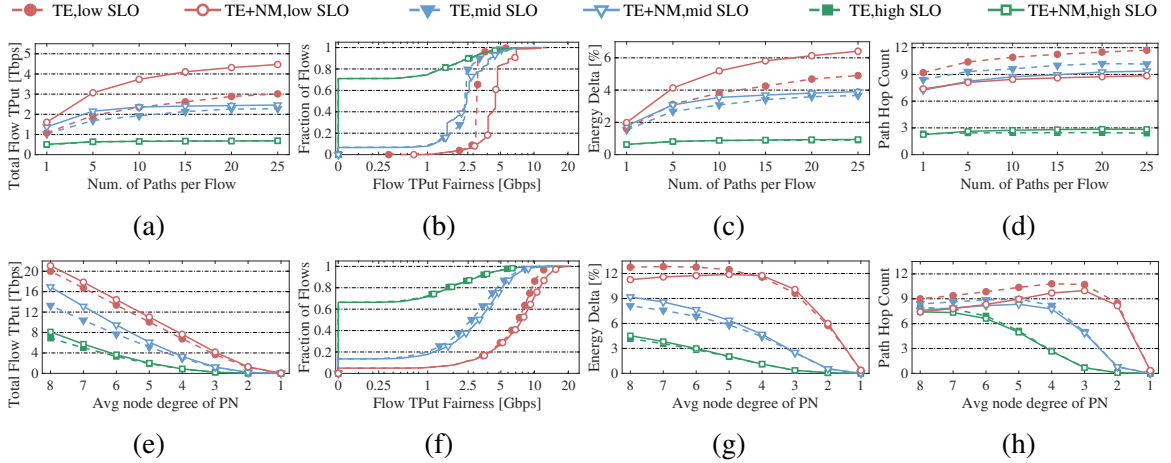 TE,low SLO TE+NM,low SLO TE,mid SLO TE+NM,mid SLO TE,high SLO TE+NM,high SLO
Total Flow TPut [Tbps]
5
4
3
2
1
0
1 5 10 15 20 25
Num. of Paths per Flow
(a)
Fraction of Flows
1
0.8
0.6
0.4
0.2
0
0 0.25 1 2.5 5 10 20
Flow TPut Fairness [Gbps]
(b)
Energy Delta [%]
6
4
2
0
1 5 10 15 20 25
Num. of Paths per Flow
(c)
Path Hop Count
12
9
6
3
0
1 5 10 15 20 25
Num. of Paths per Flow
(d)
Total Flow TPut [Tbps]
20
16
12
8
4
0
8 7 6 5 4 3 2 1
Avg node degree of PN
(e)
Fraction of Flows
1
0.8
0.6
0.4
0.2
0
0 0.25 1 2.5 5 10 20
Flow TPut Fairness [Gbps]
(f)
Energy Delta [%]
12
9
6
3
0
8 7 6 5 4 3 2 1
Avg node degree of PN
(g)
Path Hop Count
12
9
6
3
0
8 7 6 5 4 3 2 1
Avg node degree of PN
(h)